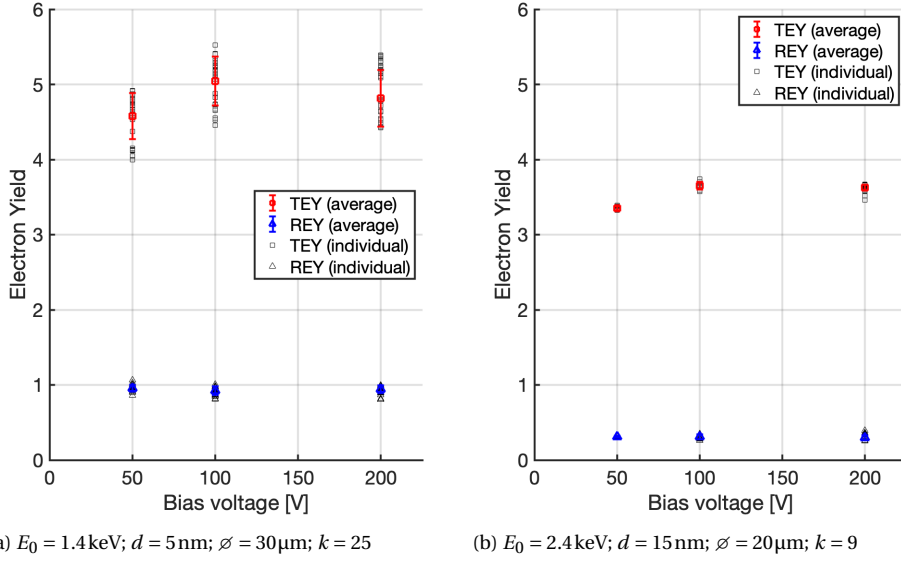 6
5
4
3
2
1
0
0
50
100
150
200
Electron Yield
Bias voltage [V]
TEY (average)
REY (average)
TEY (individual)
REY (individual)
a) E₀ = 1.4 keV; d = 5 nm; ⌀ = 30 µm; k = 25
6
5
4
3
2
1
0
0
50
100
150
200
Electron Yield
Bias voltage [V]
TEY (average)
REY (average)
TEY (individual)
REY (individual)
(b) E₀ = 2.4 keV; d = 15 nm; ⌀ = 20 µm; k = 9